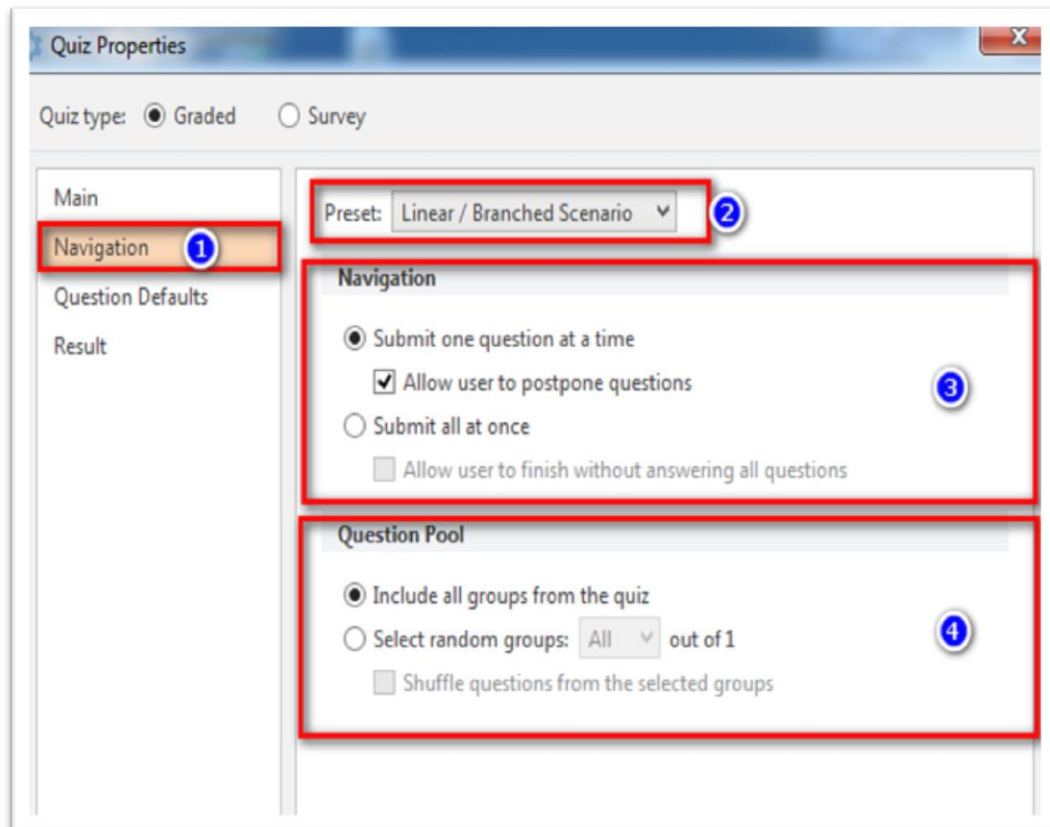 Quiz Properties
X
Quiz type: Graded Survey
Main
Navigation 1
Question Defaults
Result
Preset: Linear / Branched Scenario 2
Navigation
Submit one question at a time
Allow user to postpone questions
3
Submit all at once
Allow user to finish without answering all questions
Question Pool
Include all groups from the quiz
Select random groups: All out of 1
4
Shuffle questions from the selected groups